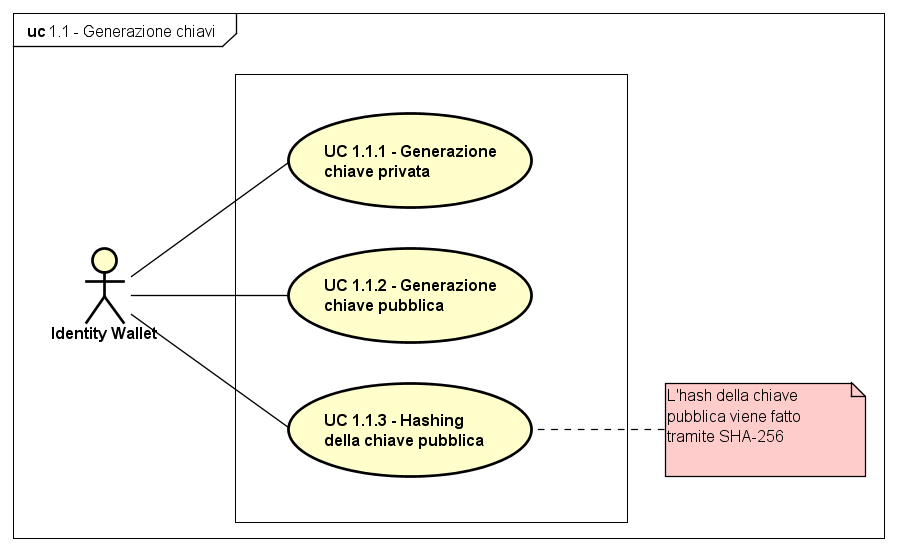 uc 1.1 - Generazione chiavi
UC 1.1.1 - Generazione
chiave privata
UC 1.1.2 - Generazione
chiave pubblica
Identity Wallet
UC 1.1.3 - Hashing
della chiave pubblica
L'hash della chiave
pubblica viene fatto
tramite SHA-256